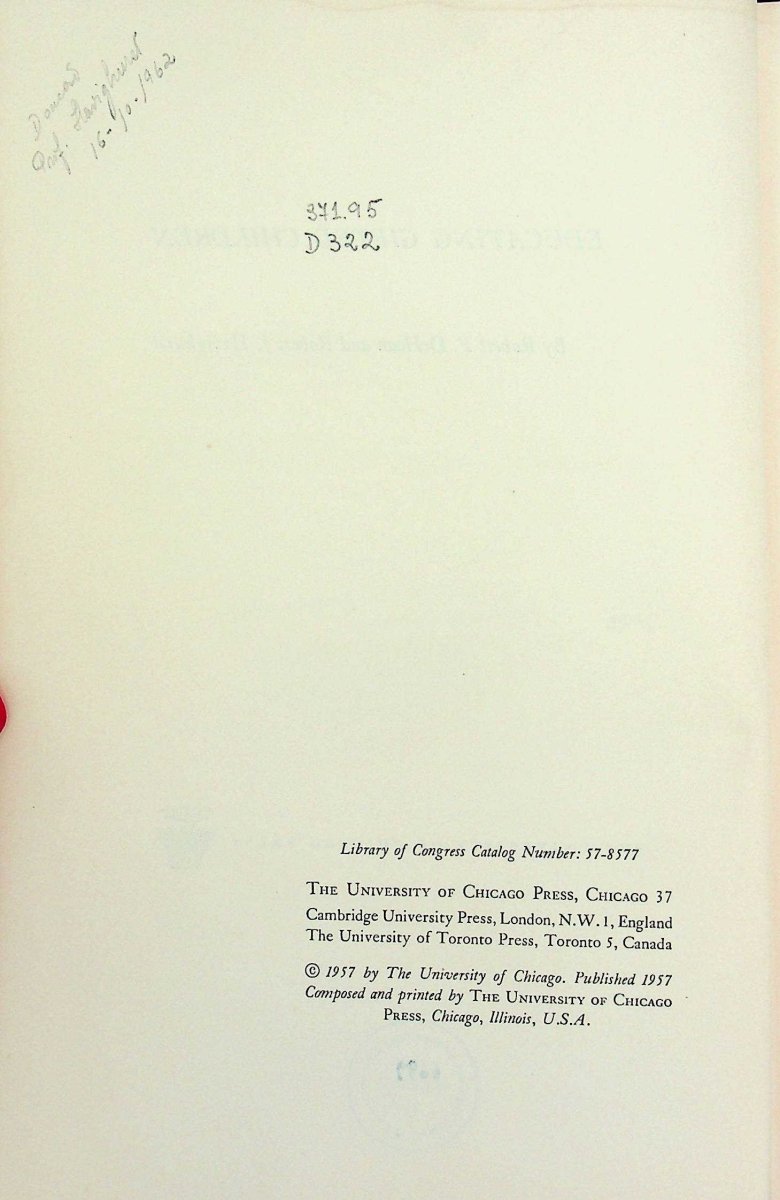 Prof. Havighurst
16-10-1962
371.95
D322
Library of Congress Catalog Number: 57-8577
THE UNIVERSITY OF CHICAGO PRESS, CHICAGO 37
Cambridge University Press, London, N.W. 1, England
The University of Toronto Press, Toronto 5, Canada
© 1957 by The University of Chicago. Published 1957
Composed and printed by THE UNIVERSITY OF CHICAGO
PRESS, Chicago, Illinois, U.S.A.